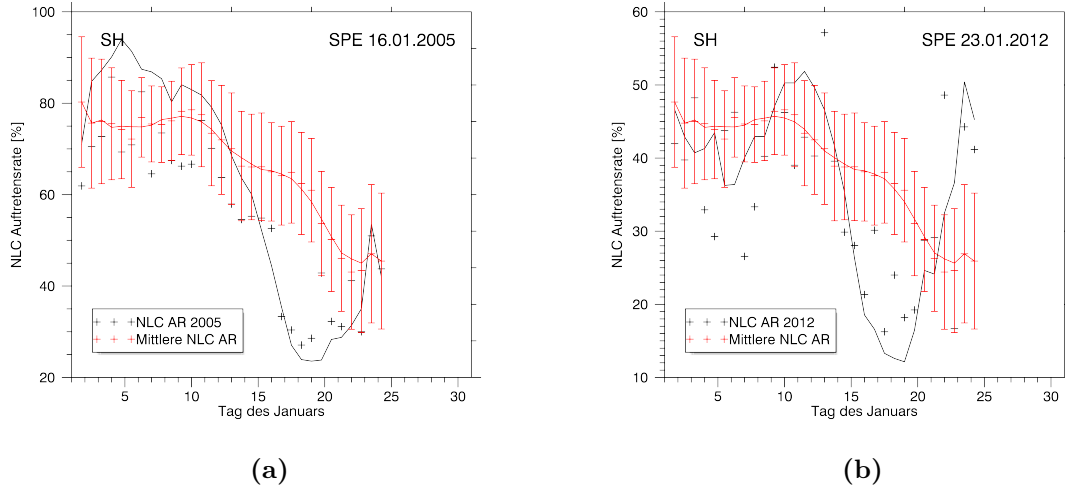 SH
SPE 16.01.2005
NLC Auftretensrate [%]
100
80
60
40
20
NLC AR 2005
Mittlere NLC AR
5
10
15
20
25
30
Tag des Januars
(a)
SH
SPE 23.01.2012
NLC Auftretensrate [%]
60
50
40
30
20
10
NLC AR 2012
Mittlere NLC AR
5
10
15
20
25
30
Tag des Januars
(b)